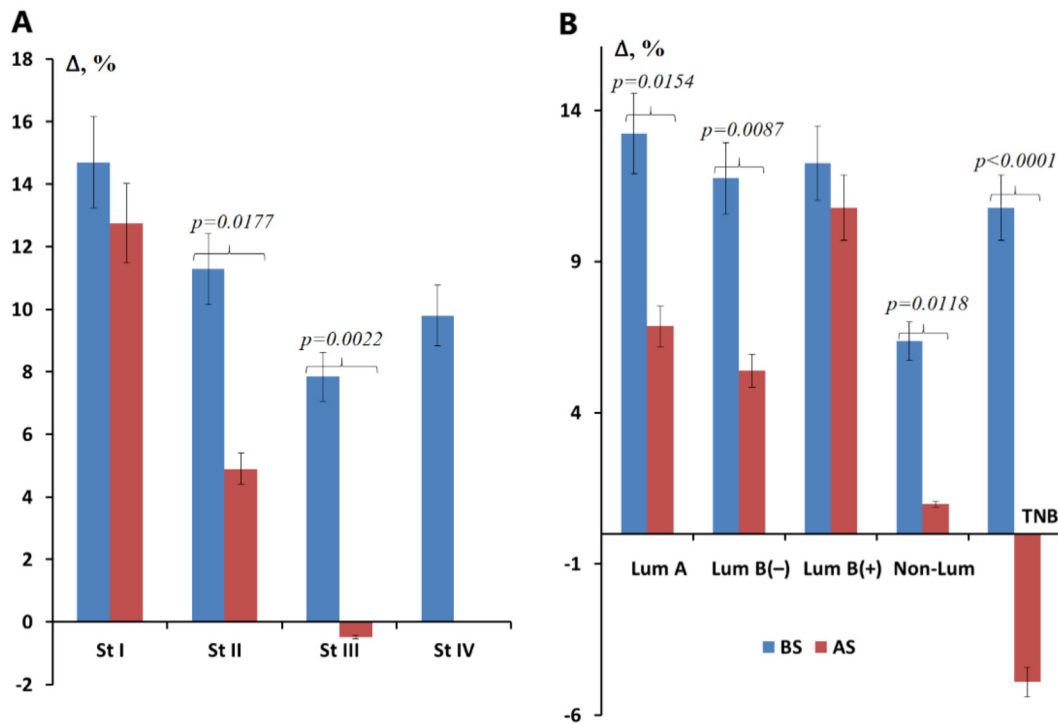 A
Δ, %
18
16
14
12
10
8
6
4
2
0
-2
p=0.0177
p=0.0022
St I
St II
St III
St IV
B
Δ, %
14
9
4
-1
-6
p=0.0154
p=0.0087
p=0.0118
p<0.0001
TNB
Lum A
Lum B(–)
Lum B(+)
Non-Lum
BS
AS